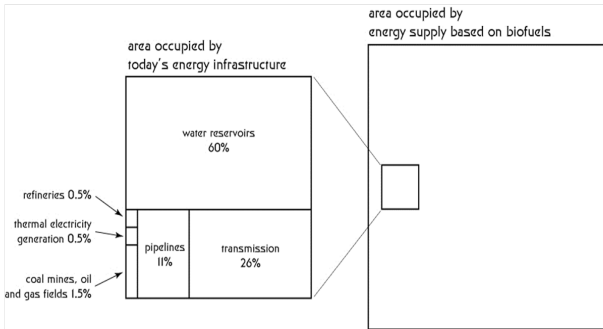 area occupied by
energy supply based on biofuels
area occupied by
today's energy infrastructure
water reservoirs
60%
refineries 0.5%
thermal electricity
generation 0.5%
pipelines
11%
transmission
26%
coal mines, oil
and gas fields 1.5%